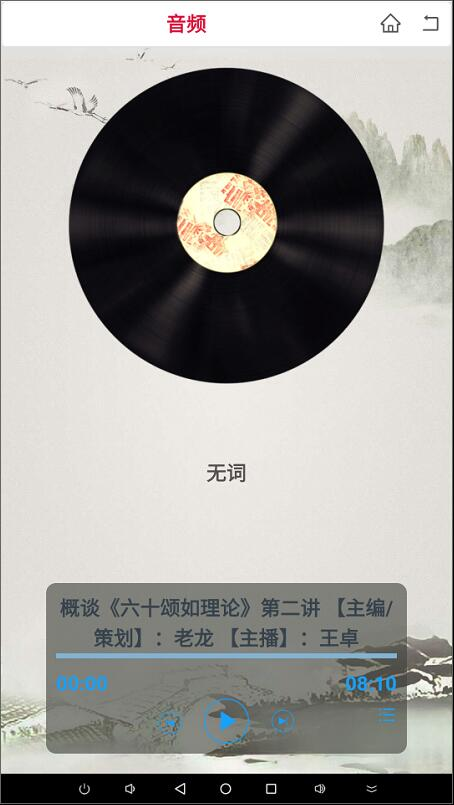 音频
无词
概谈《六十颂如理论》第二讲 【主编/
策划】：老龙 【主播】：王卓
00:00 08:10